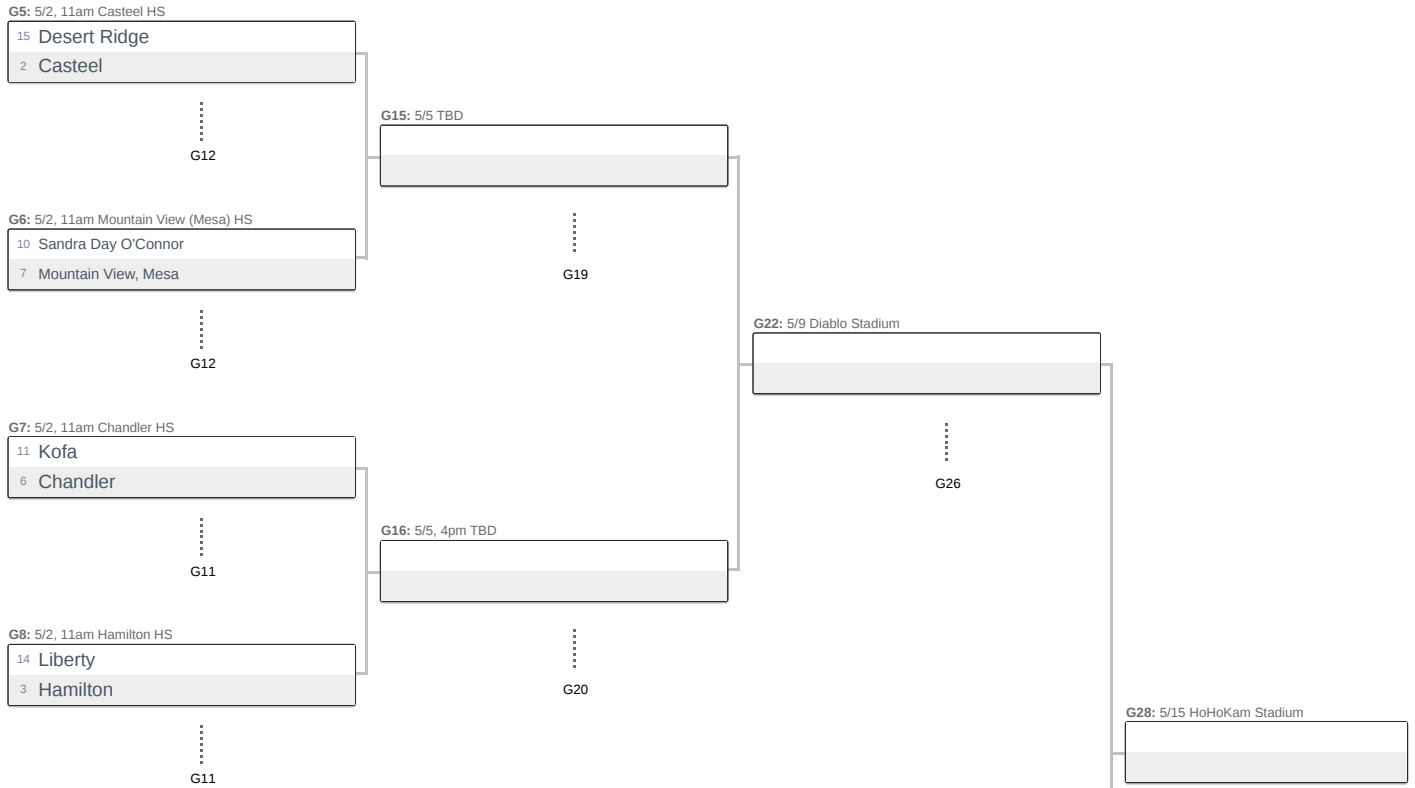 G5: 5/2, 11am Casteel HS
15 Desert Ridge
2 Casteel
G12
G15: 5/5 TBD
G6: 5/2, 11am Mountain View (Mesa) HS
10 Sandra Day O'Connor
7 Mountain View, Mesa
G12
G19
G22: 5/9 Diablo Stadium
G7: 5/2, 11am Chandler HS
11 Kofa
6 Chandler
G11
G26
G16: 5/5, 4pm TBD
G8: 5/2, 11am Hamilton HS
14 Liberty
3 Hamilton
G11
G20
G28: 5/15 HoHoKam Stadium